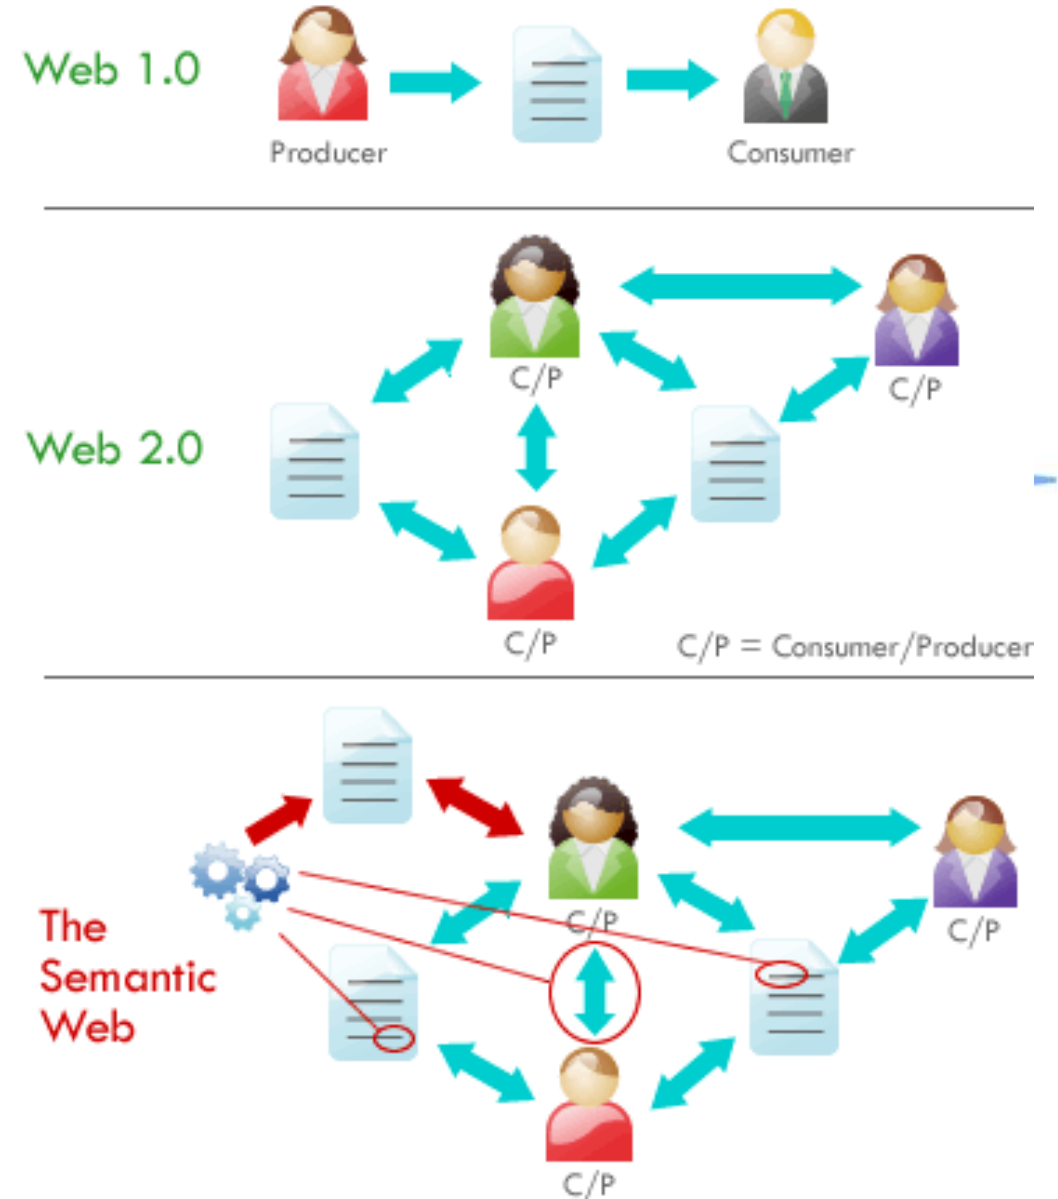 Web 1.0
Producer
Consumer
C/P
C/P
Web 2.0
C/P
C/P = Consumer/Producer
C/P
C/P
The
Semantic
Web
C/P